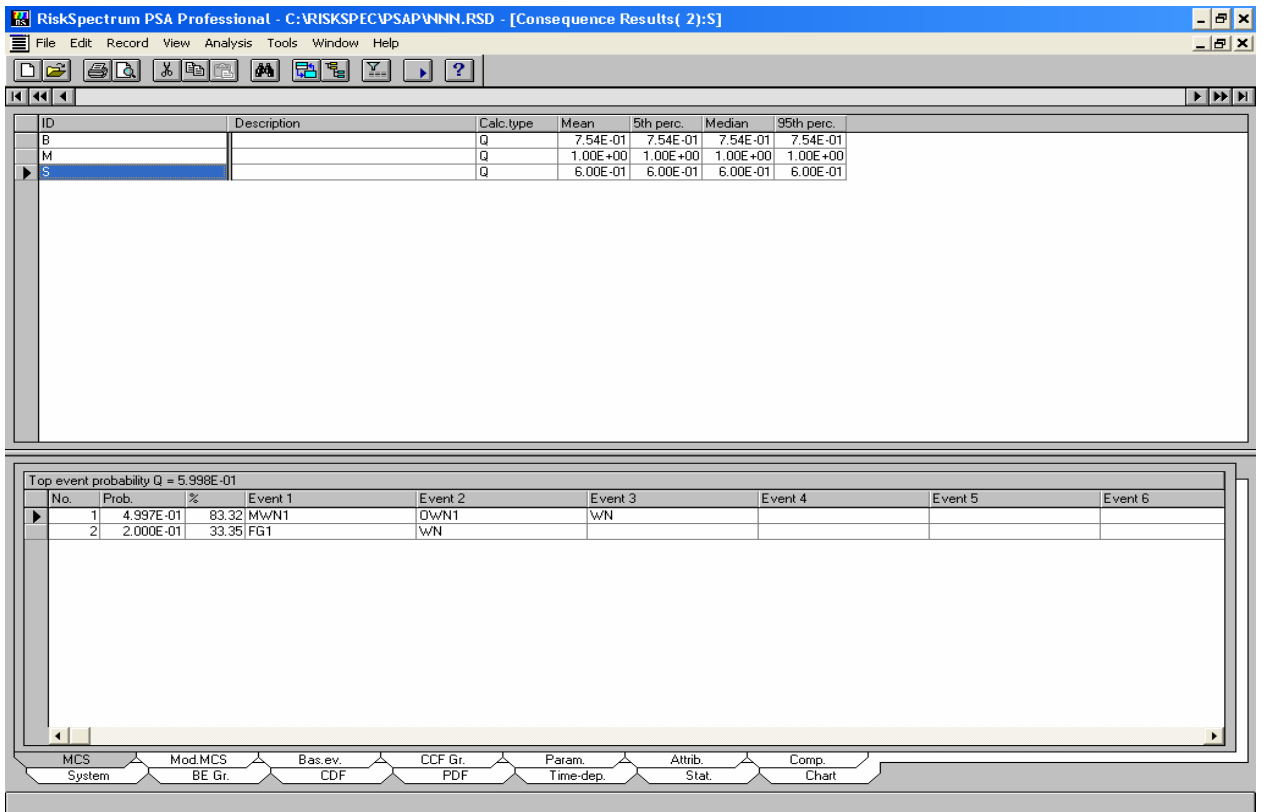 RiskSpectrum PSA Professional - C:\RISKSPEC\PSAP\NNN.RSD - [Consequence Results( 2):S]
File Edit Record View Analysis Tools Window Help
ID Description Calc.type Mean 5th perc. Median 95th perc.
B Q 7.54E-01 7.54E-01 7.54E-01 7.54E-01
M Q 1.00E+00 1.00E+00 1.00E+00 1.00E+00
S Q 6.00E-01 6.00E-01 6.00E-01 6.00E-01
Top event probability Q = 5.998E-01
No. Prob. % Event 1 Event 2 Event 3 Event 4 Event 5 Event 6
1 4.997E-01 83.32 MWN1 OWN1 WN
2 2.000E-01 33.35 FG1 WN
MCS Mod.MCS Bas.ev. CCF Gr. Param. Attrib. Comp.
System BE Gr. CDF PDF Time-dep. Stat. Chart